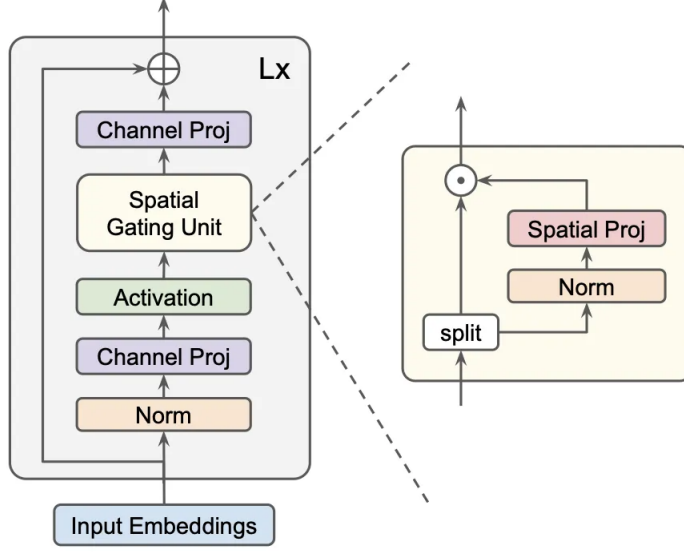 Lx
Channel Proj
Spatial
Gating Unit
Activation
Channel Proj
Norm
Input Embeddings
Spatial Proj
Norm
split